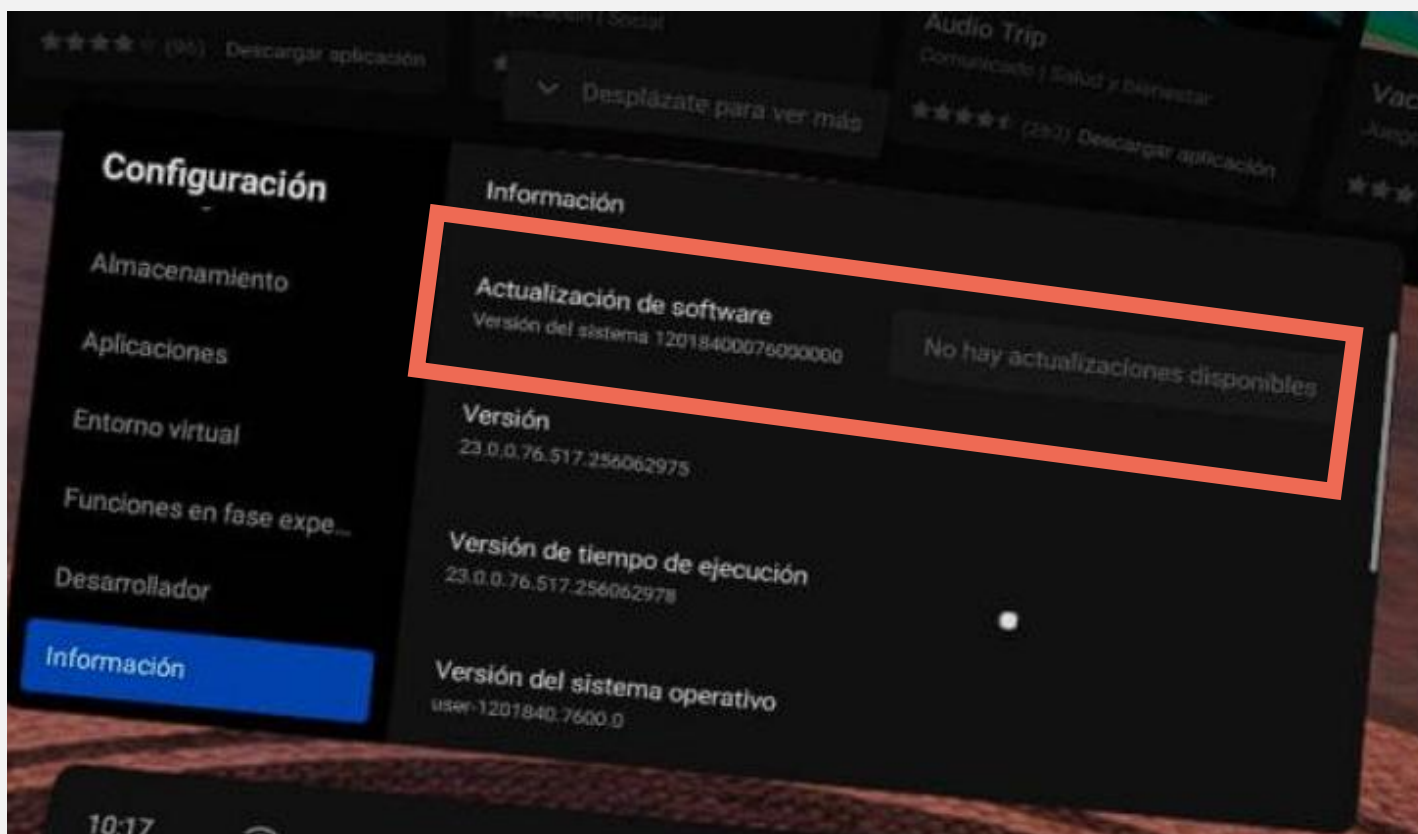 (96) Descargar aplicación
Social
Desplázate para ver más
Audio Trip
Comunicado | Salud y bienestar
Descargar aplicación
Configuración
Almacenamiento
Aplicaciones
Entorno virtual
Funciones en fase expe...
Desarrollador
Información
Información
Actualización de software
Versión del sistema 12018400076000000
No hay actualizaciones disponibles
Versión
23.0.0.76.517.256062975
Versión de tiempo de ejecución
23.0.0.76.517.256062978
Versión del sistema operativo
user-1201840.7600.0
10:17